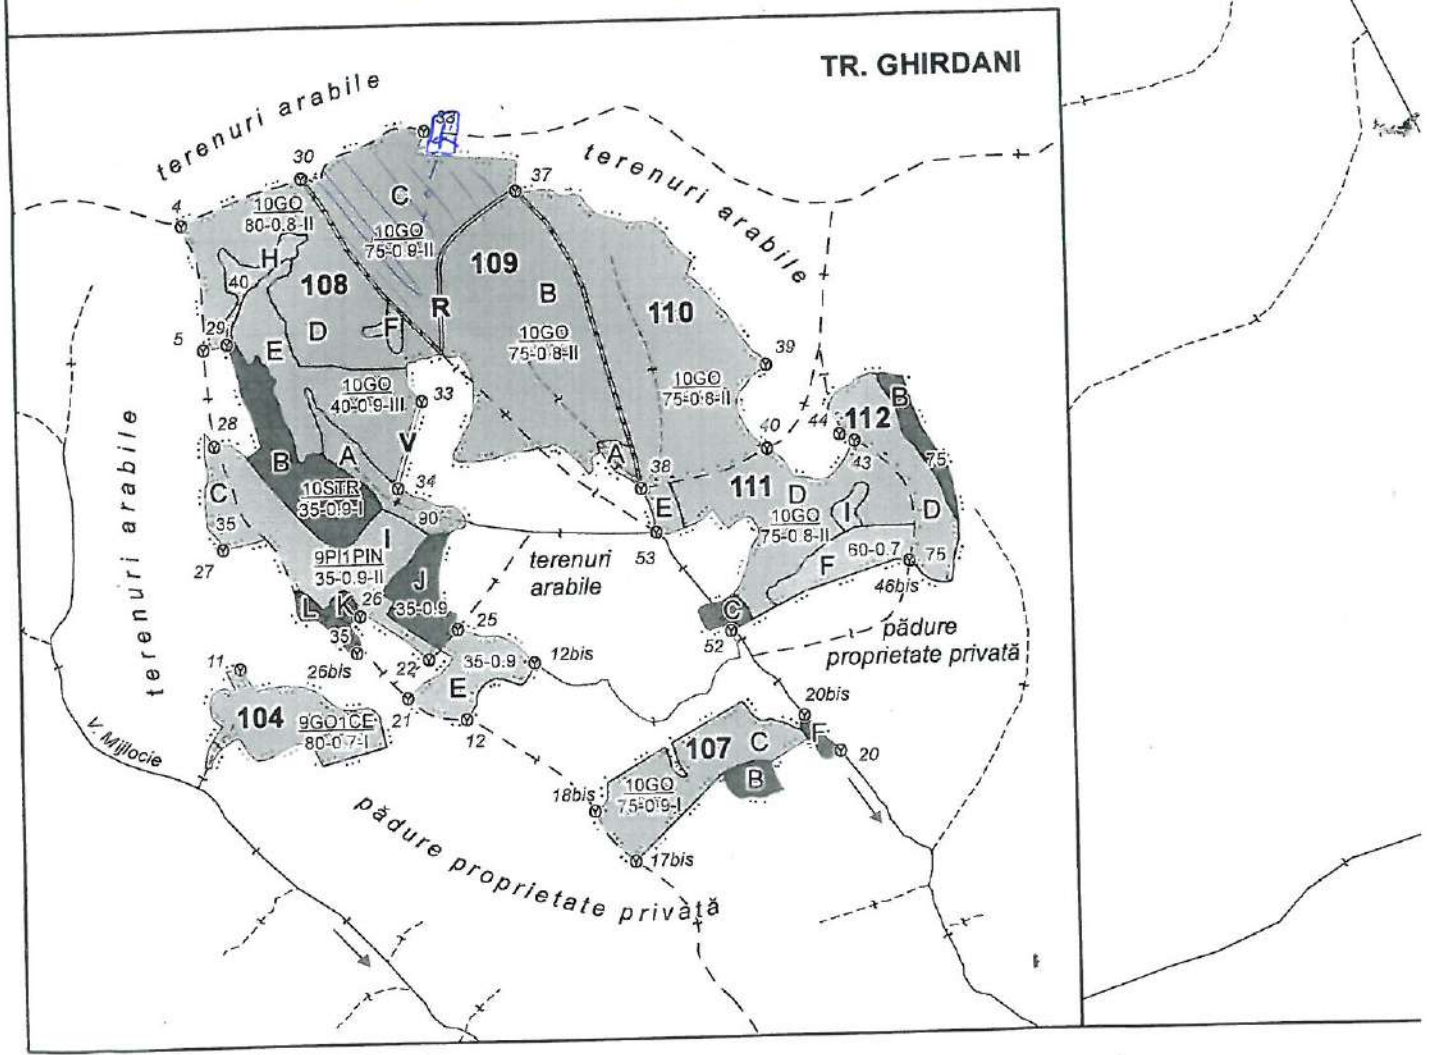 TR. GHIRDANI
terenuri arabile
33
30
37
terenuri arabile
4
10GO
80-0.8-II
C
10GO
75-0.9-II
H
40
108
109
R
B
110
D
F
5
29
E
10GO
75-0.8-II
39
10GO
40-0.9-III
33
10GO
75-0.8-II
44
112
B
40
43
28
V
75
terenuri arabile
B
A
A
38
C
10STR
35-0.9-I
34
111
D
E
10GO
75-0.8-II
I
D
35
90
I
27
9PI1PIN
35-0.9-II
53
terenuri
arabile
60-0.7
75
F
46bis
J
35-0.9
L
K
26
C
35
25
52
pădure
proprietate privată
26bis
22
35-0.9
12bis
11
E
21
12
20bis
104
9GO1CE
80-0.7-I
V. Mijlocie
107
C
F
20
B
10GO
75-0.9-I
18bis
17bis
pădure proprietate privată